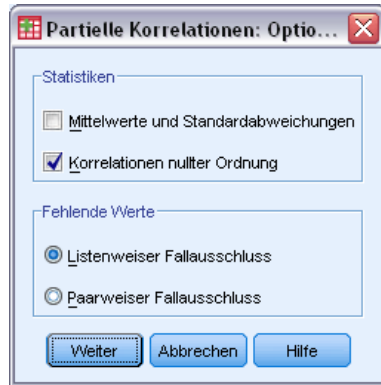 Partielle Korrelationen: Optio...
Statistiken
Mittelwerte und Standardabweichungen
Korrelationen nullter Ordnung
Fehlende Werte
Listenweiser Fallausschluss
Paarweiser Fallausschluss
Weiter Abbrechen Hilfe